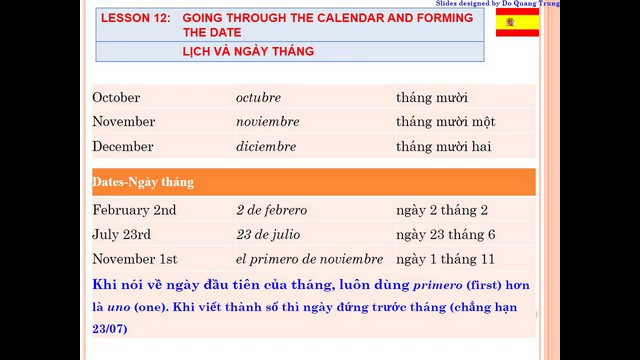 Slides designed by Do Quang Trung
LESSON 12: GOING THROUGH THE CALENDAR AND FORMING
THE DATE
LỊCH VÀ NGÀY THÁNG
October octubre tháng mười
November noviembre tháng mười một
December diciembre tháng mười hai
Dates-Ngày tháng
February 2nd 2 de febrero ngày 2 tháng 2
July 23rd 23 de julio ngày 23 tháng 6
November 1st el primero de noviembre ngày 1 tháng 11
Khi nói về ngày đầu tiên của tháng, luôn dùng primero (first) hơn
là uno (one). Khi viết thành số thì ngày đứng trước tháng (chẳng hạn
23/07)